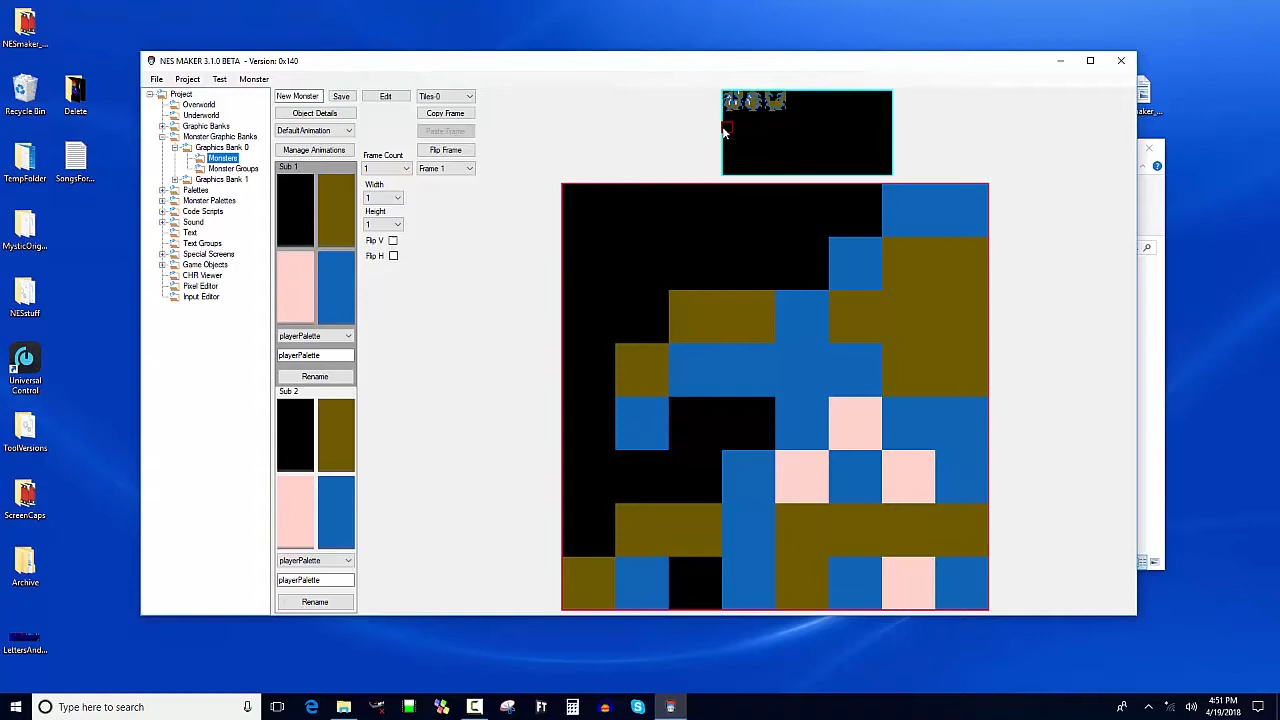 NESmaker_...
Recycle Bin
Delete
TempFolder
SongsFor...
MysticOrig...
NESstuff
Universal
Control
ToolVersions
ScreenCaps
Archive
LettersAnd...
maker_...
NES MAKER 3.1.0 BETA - Version: 0x140
File Project Test Monster
Project
Overworld
Underworld
Graphic Banks
Monster Graphic Banks
Graphics Bank 0
Monsters
Monster Groups
Graphics Bank 1
Palettes
Monster Palettes
Code Scripts
Sound
Text
Text Groups
Special Screens
Game Objects
CHR Viewer
Pixel Editor
Input Editor
New Monster Save Edit Tiles-0
Object Details Copy Frame
DefaultAnimation Paste Frame
Manage Animations Flip Frame
Frame Count
1 Frame 1
Sub 1
Width
1
Height
1
Flip V
Flip H
playerPalette
playerPalette
Rename
Sub 2
playerPalette
playerPalette
Rename
Type here to search
4:51 PM
4/19/2018